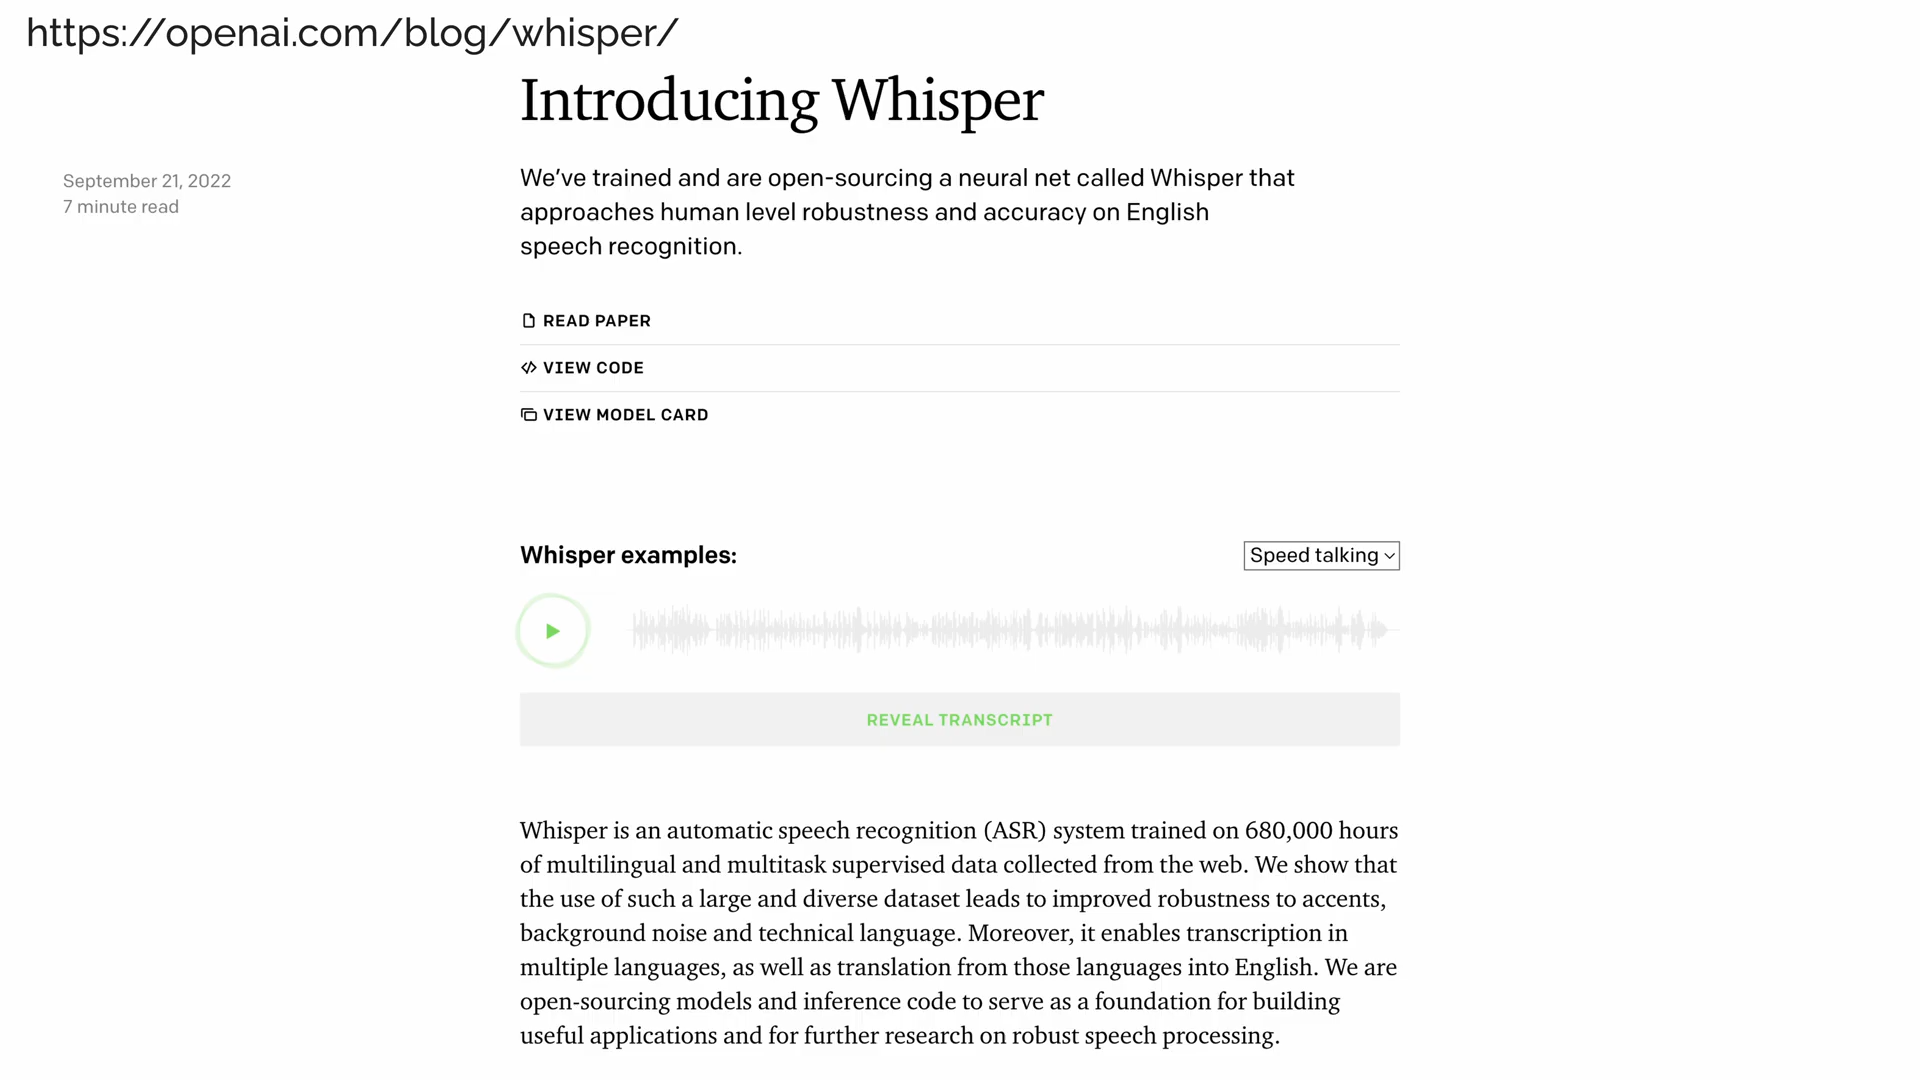 https://openai.com/blog/whisper/
Introducing Whisper
September 21, 2022
7 minute read
We’ve trained and are open-sourcing a neural net called Whisper that
approaches human level robustness and accuracy on English
speech recognition.
READ PAPER
VIEW CODE
VIEW MODEL CARD
Whisper examples:
Speed talking
REVEAL TRANSCRIPT
Whisper is an automatic speech recognition (ASR) system trained on 680,000 hours
of multilingual and multitask supervised data collected from the web. We show that
the use of such a large and diverse dataset leads to improved robustness to accents,
background noise and technical language. Moreover, it enables transcription in
multiple languages, as well as translation from those languages into English. We are
open-sourcing models and inference code to serve as a foundation for building
useful applications and for further research on robust speech processing.